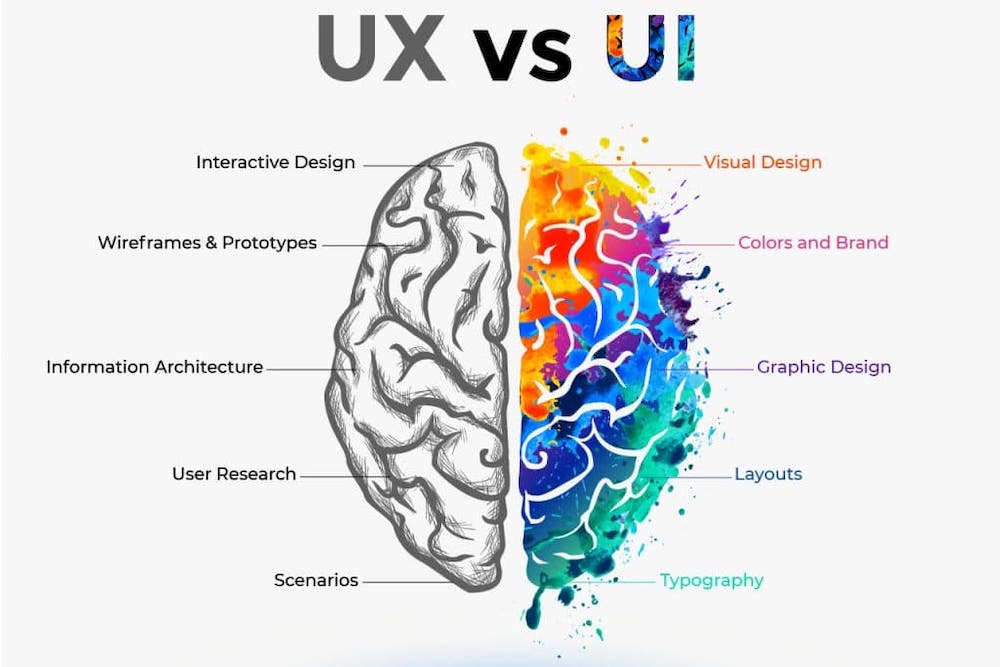 UX vs UI
Interactive Design
Visual Design
Wireframes & Prototypes
Colors and Brand
Information Architecture
Graphic Design
User Research
Layouts
Scenarios
Typography